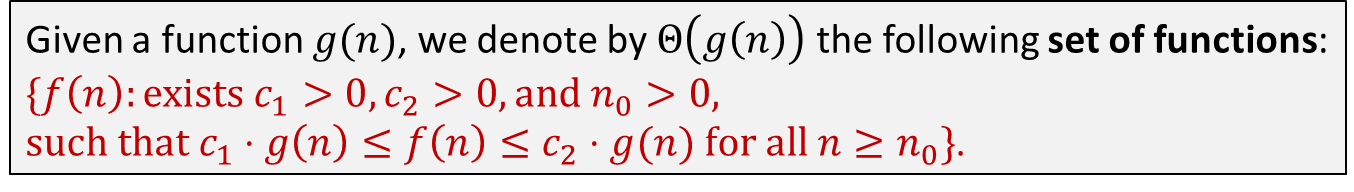 Given a function g(n), we denote by Θ(g(n)) the following set of functions:
{f(n): exists c₁ > 0, c₂ > 0, and n₀ > 0,
such that c₁ · g(n) ≤ f(n) ≤ c₂ · g(n) for all n ≥ n₀}.